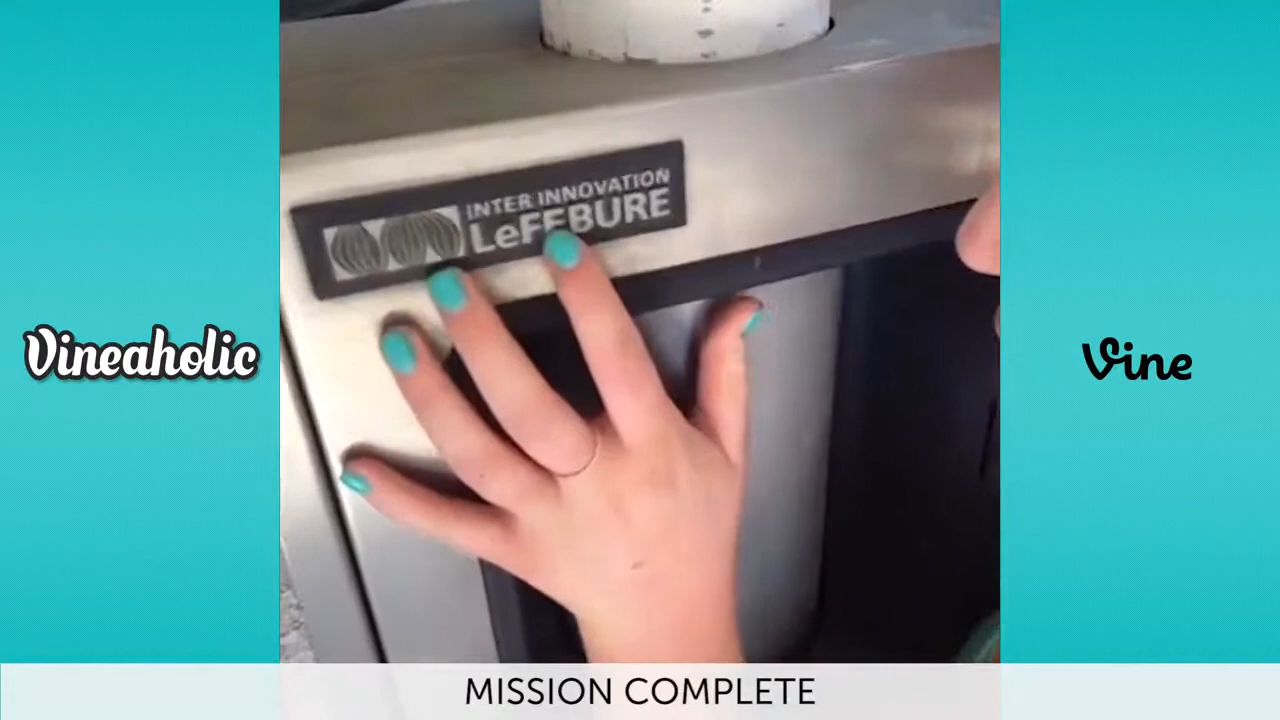 INTER INNOVATION
LeFEBURE
Vineaholic
Vine
MISSION COMPLETE